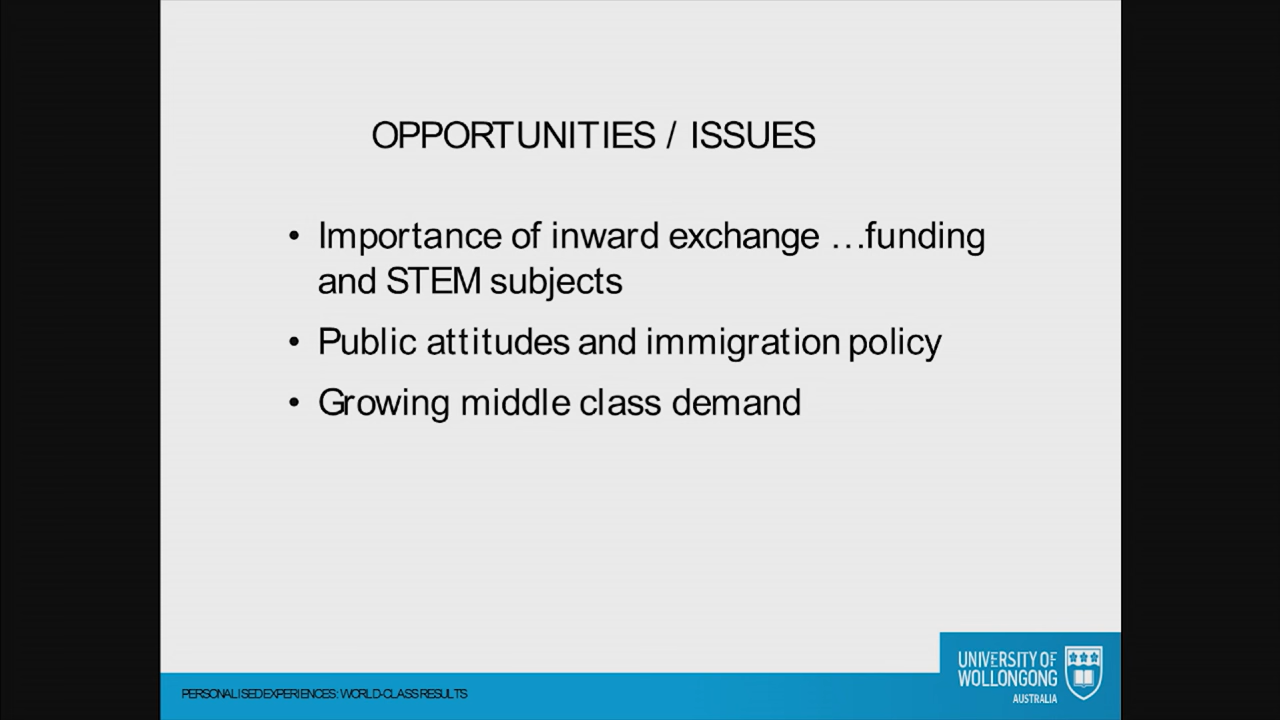 OPPORTUNITIES / ISSUES
• Importance of inward exchange …funding
and STEM subjects
• Public attitudes and immigration policy
• Growing middle class demand
PERSONALISED EXPERIENCES: WORLD-CLASS RESULTS
UNIVERSITY OF
WOLLONGONG
AUSTRALIA